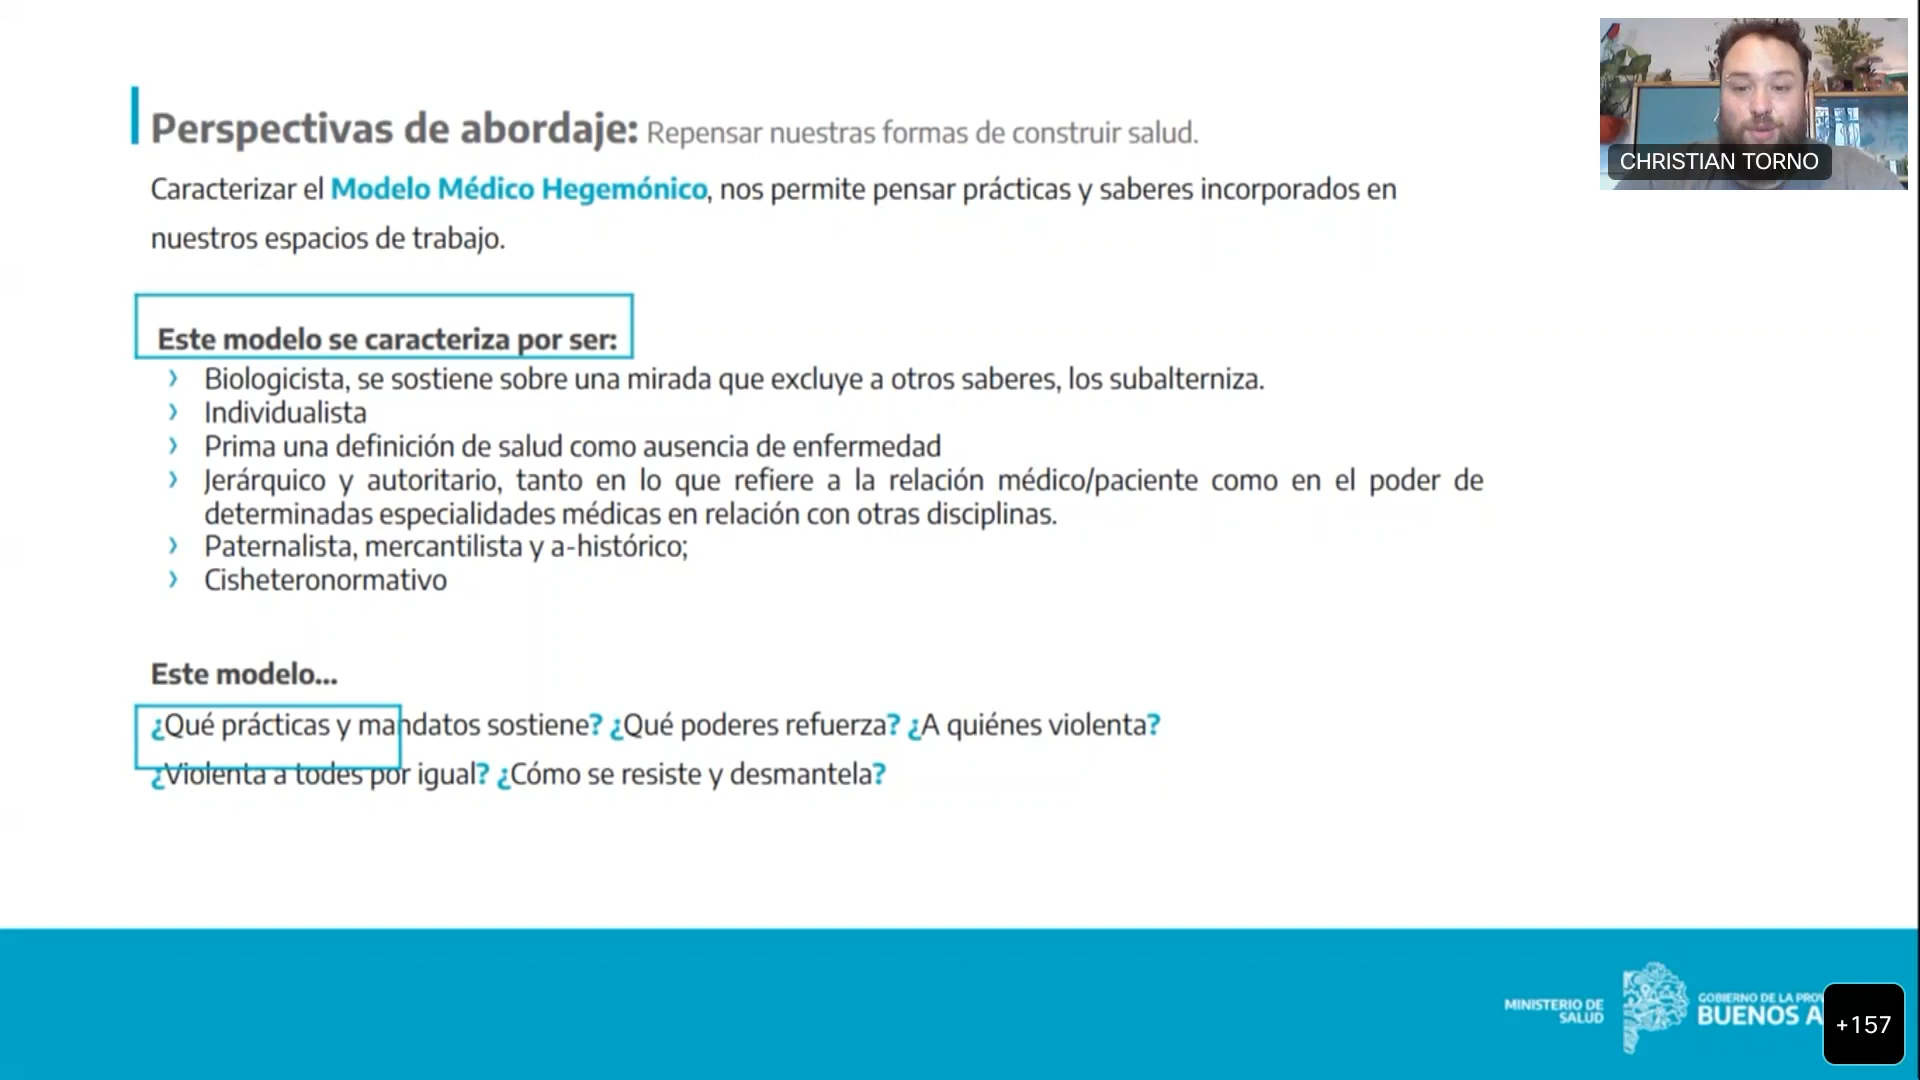 Perspectivas de abordaje: Repensar nuestras formas de construir salud.
CHRISTIAN TORNO
Caracterizar el Modelo Médico Hegemónico, nos permite pensar prácticas y saberes incorporados en
nuestros espacios de trabajo.
Este modelo se caracteriza por ser:
› Biologicista, se sostiene sobre una mirada que excluye a otros saberes, los subalterniza.
› Individualista
› Prima una definición de salud como ausencia de enfermedad
› Jerárquico y autoritario, tanto en lo que refiere a la relación médico/paciente como en el poder de
determinadas especialidades médicas en relación con otras disciplinas.
› Paternalista, mercantilista y a-histórico;
› Cisheteronormativo
Este modelo...
¿Qué prácticas y mandatos sostiene? ¿Qué poderes refuerza? ¿A quiénes violenta?
¿Violenta a todes por igual? ¿Cómo se resiste y desmantela?
MINISTERIO DE
SALUD
GOBIERNO DE LA
BUENOS
+157